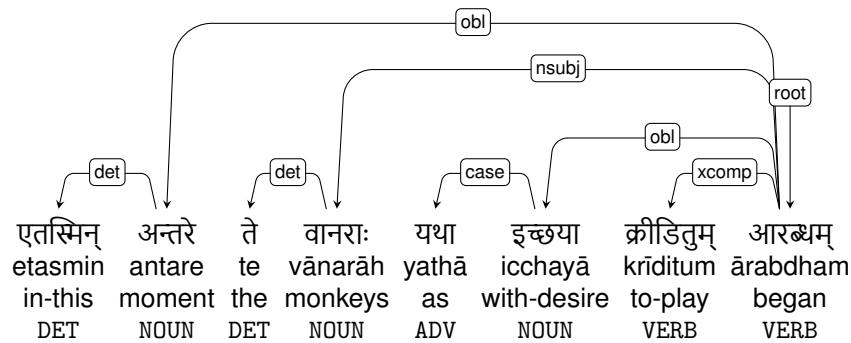 obl
nsubj
root
obl
det det case xcomp
एतस्मिन् अन्तरे ते वानराः यथा इच्छया क्रीडितुम् आरब्धम्
etasmin antare te vānarāh yathā icchayā krīditum ārabdham
in-this moment the monkeys as with-desire to-play began
DET NOUN DET NOUN ADV NOUN VERB VERB